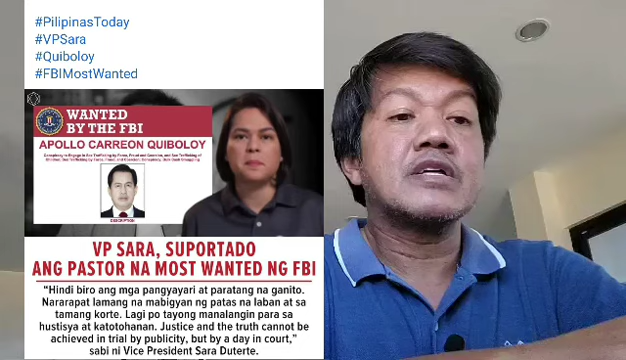 #PilipinasToday
#VPSara
#Quiboloy
#FBIMostWanted
WANTED
BY THE FBI
APOLLO CARREON QUIBOLOY
DESCRIPTION
VP SARA, SUPORTADO
ANG PASTOR NA MOST WANTED NG FBI
"Hindi biro ang mga pangyayari at paratang na ganito.
Nararapat lamang na mabigyan ng patas na laban at sa
tamang korte. Lagi po tayong manalangin para sa
hustisya at katotohanan. Justice and the truth cannot be
achieved in trial by publicity, but by a day in court,"
sabi ni Vice President Sara Duterte.